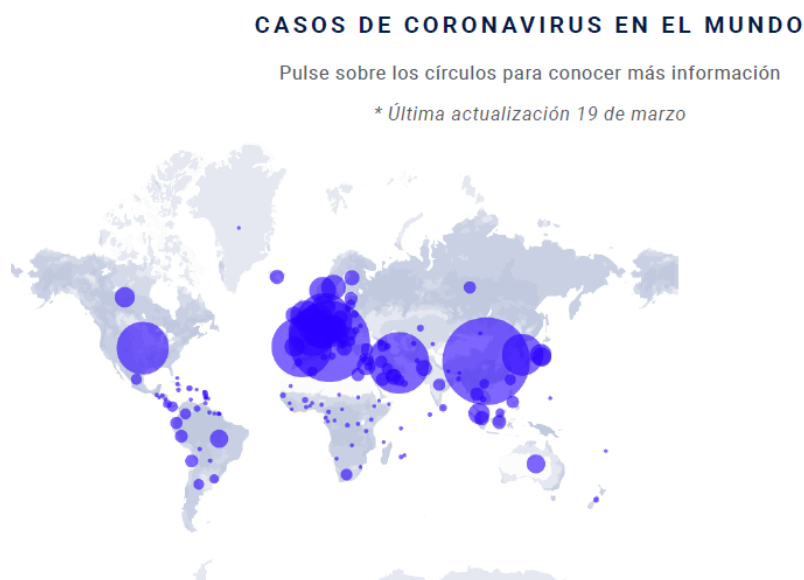 CASOS DE CORONAVIRUS EN EL MUNDO
Pulse sobre los círculos para conocer más información
* Última actualización 19 de marzo